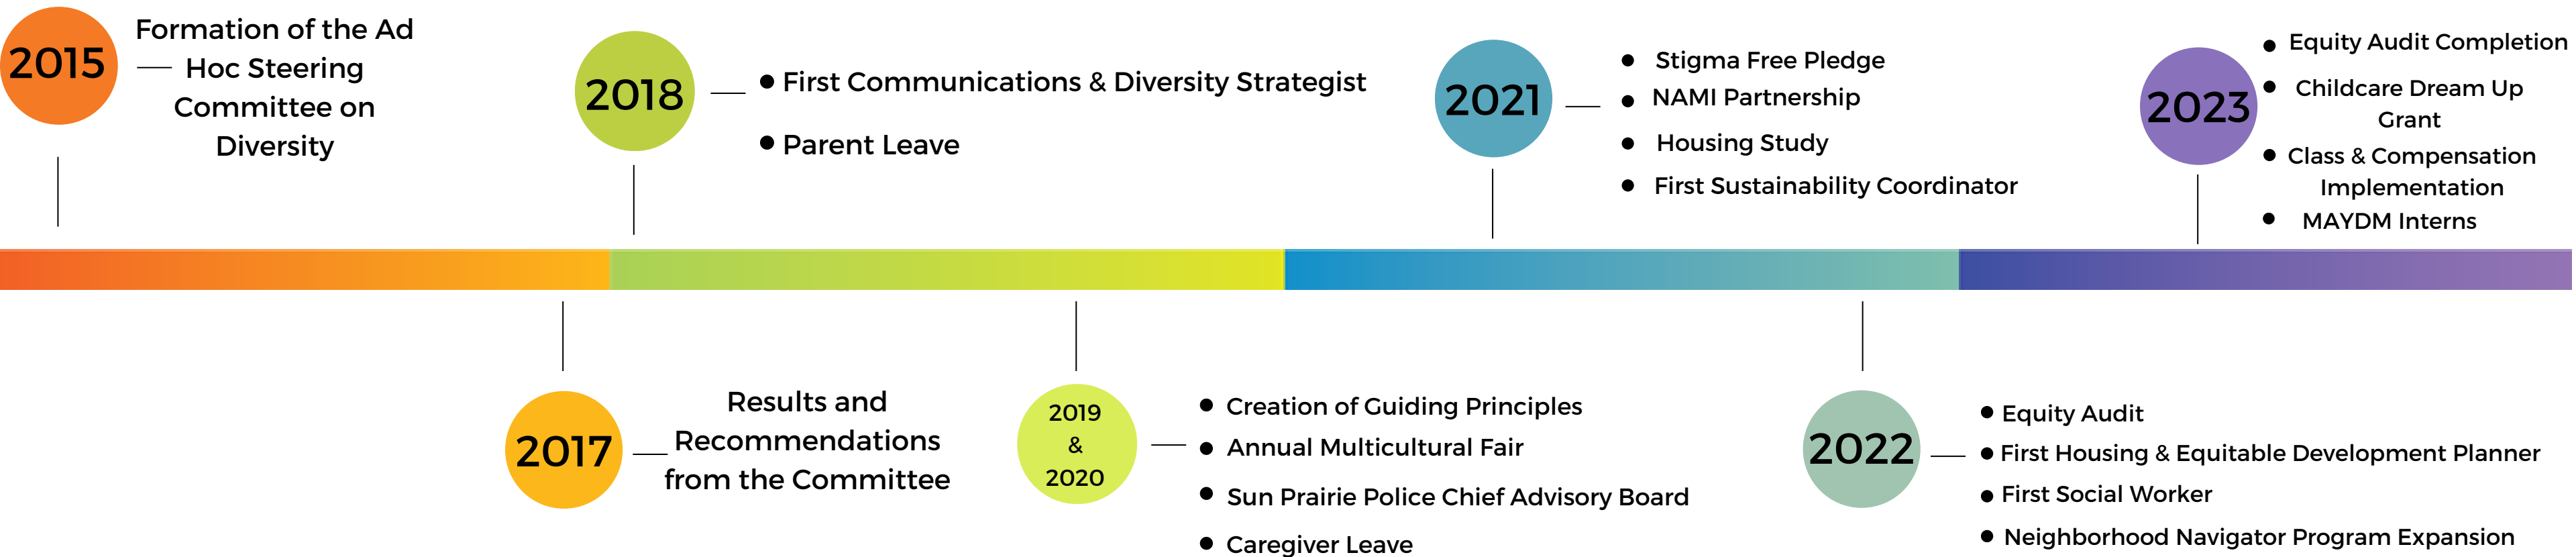 2015
Formation of the Ad
Hoc Steering
Committee on
Diversity
2018
First Communications & Diversity Strategist
Parent Leave
2021
Stigma Free Pledge
NAMI Partnership
Housing Study
First Sustainability Coordinator
2023
Equity Audit Completion
Childcare Dream Up
Grant
Class & Compensation
Implementation
MAYDM Interns
2017
Results and
Recommendations
from the Committee
2019
&
2020
Creation of Guiding Principles
Annual Multicultural Fair
Sun Prairie Police Chief Advisory Board
Caregiver Leave
2022
Equity Audit
First Housing & Equitable Development Planner
First Social Worker
Neighborhood Navigator Program Expansion